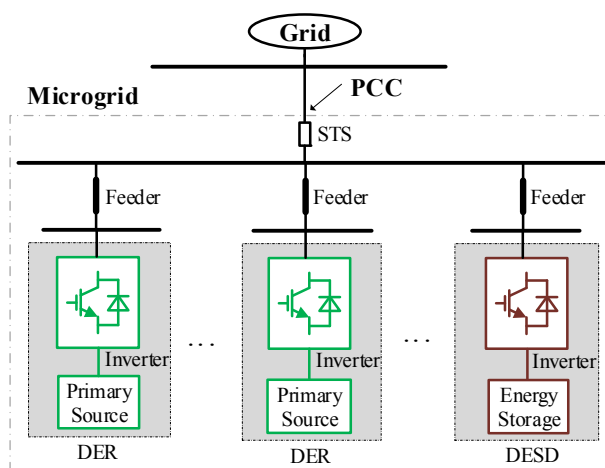 Grid
PCC
Microgrid
STS
Feeder
Feeder
Feeder
...
...
Inverter
Inverter
Inverter
Primary
Source
Primary
Source
Energy
Storage
DER
DER
DESD